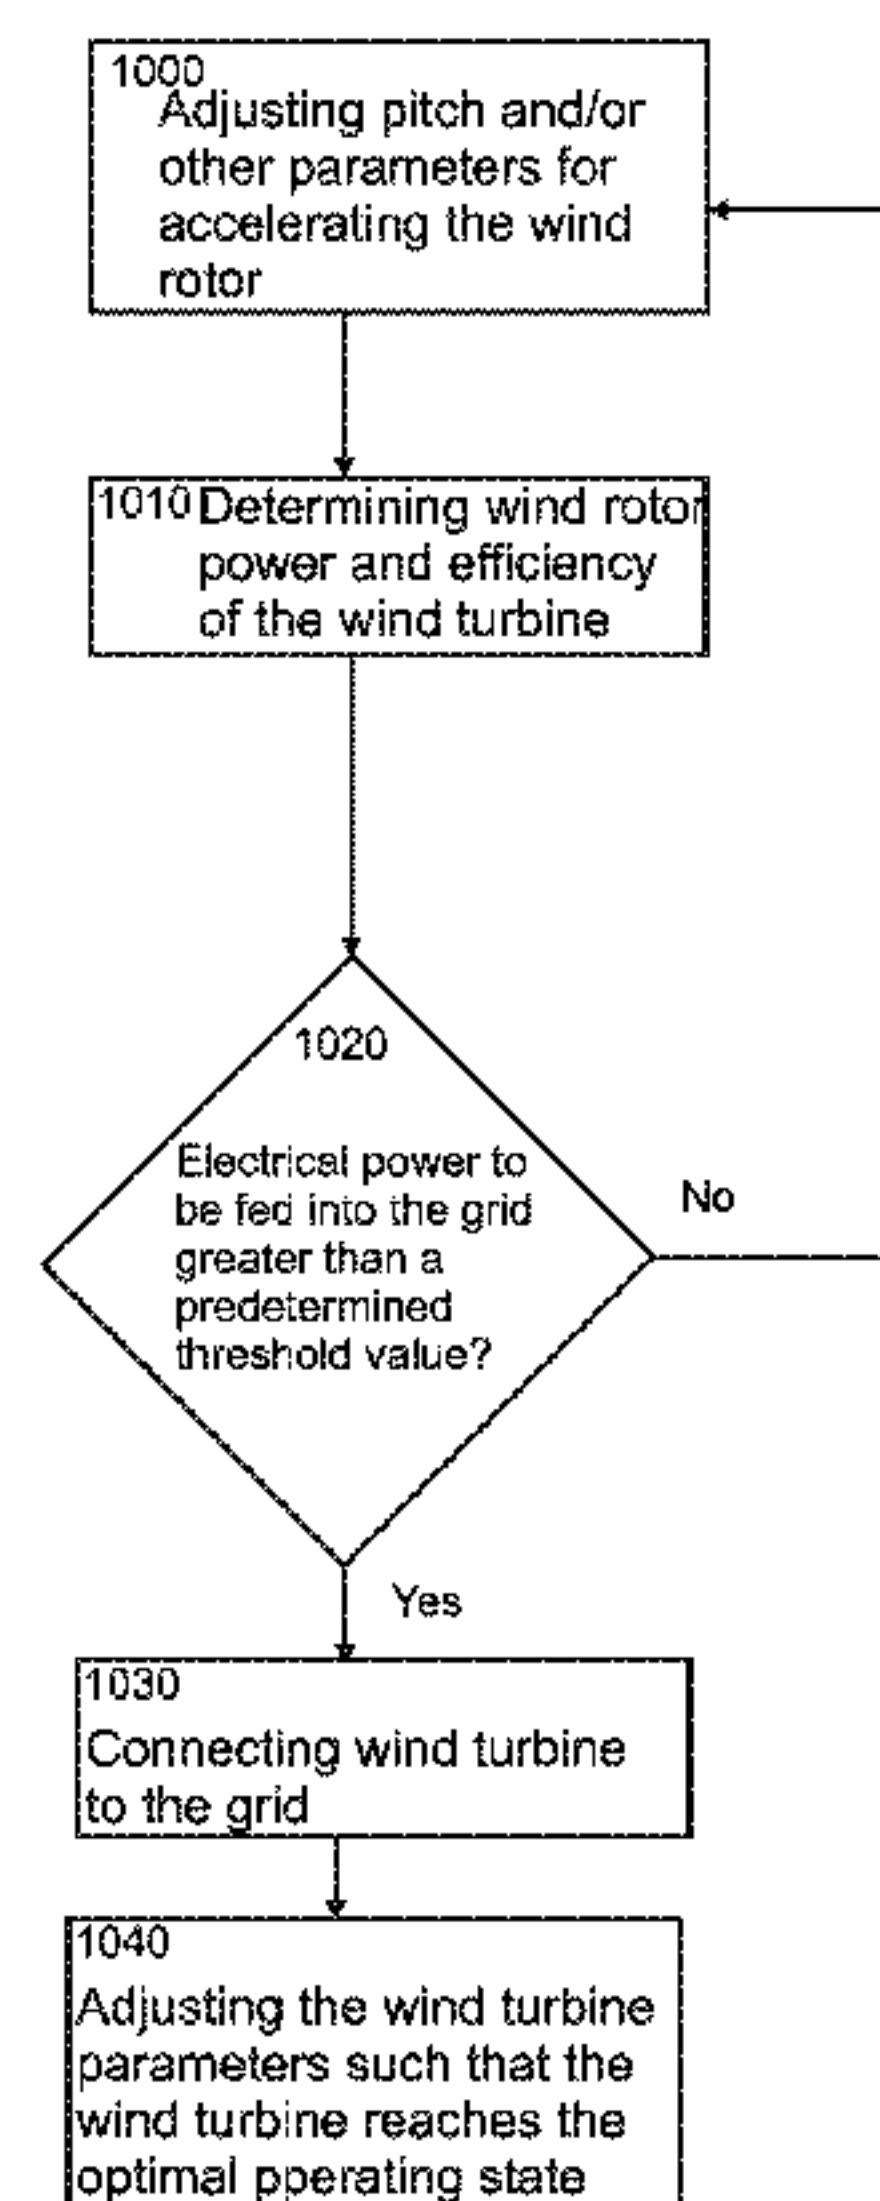 1000
Adjusting pitch and/or
other parameters for
accelerating the wind
rotor
1010 Determining wind rotor
power and efficiency
of the wind turbine
1020
Electrical power to
be fed into the grid
greater than a
predetermined
threshold value?
No
Yes
1030
Connecting wind turbine
to the grid
1040
Adjusting the wind turbine
parameters such that the
wind turbine reaches the
optimal pperating state